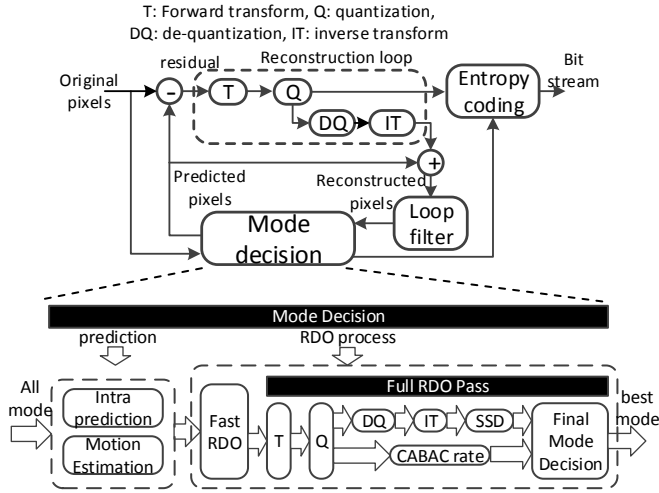 T: Forward transform, Q: quantization,
DQ: de-quantization, IT: inverse transform
residual
Reconstruction loop
Original
pixels
-
T
Q
DQ
IT
Entropy
coding
Bit
stream
+
Predicted
pixels
Reconstructed
pixels
Loop
filter
Mode
decision
Mode Decision
prediction
RDO process
All
mode
Intra
prediction
Motion
Estimation
Fast
RDO
Full RDO Pass
T
Q
DQ
IT
SSD
CABAC rate
Final
Mode
Decision
best
mode